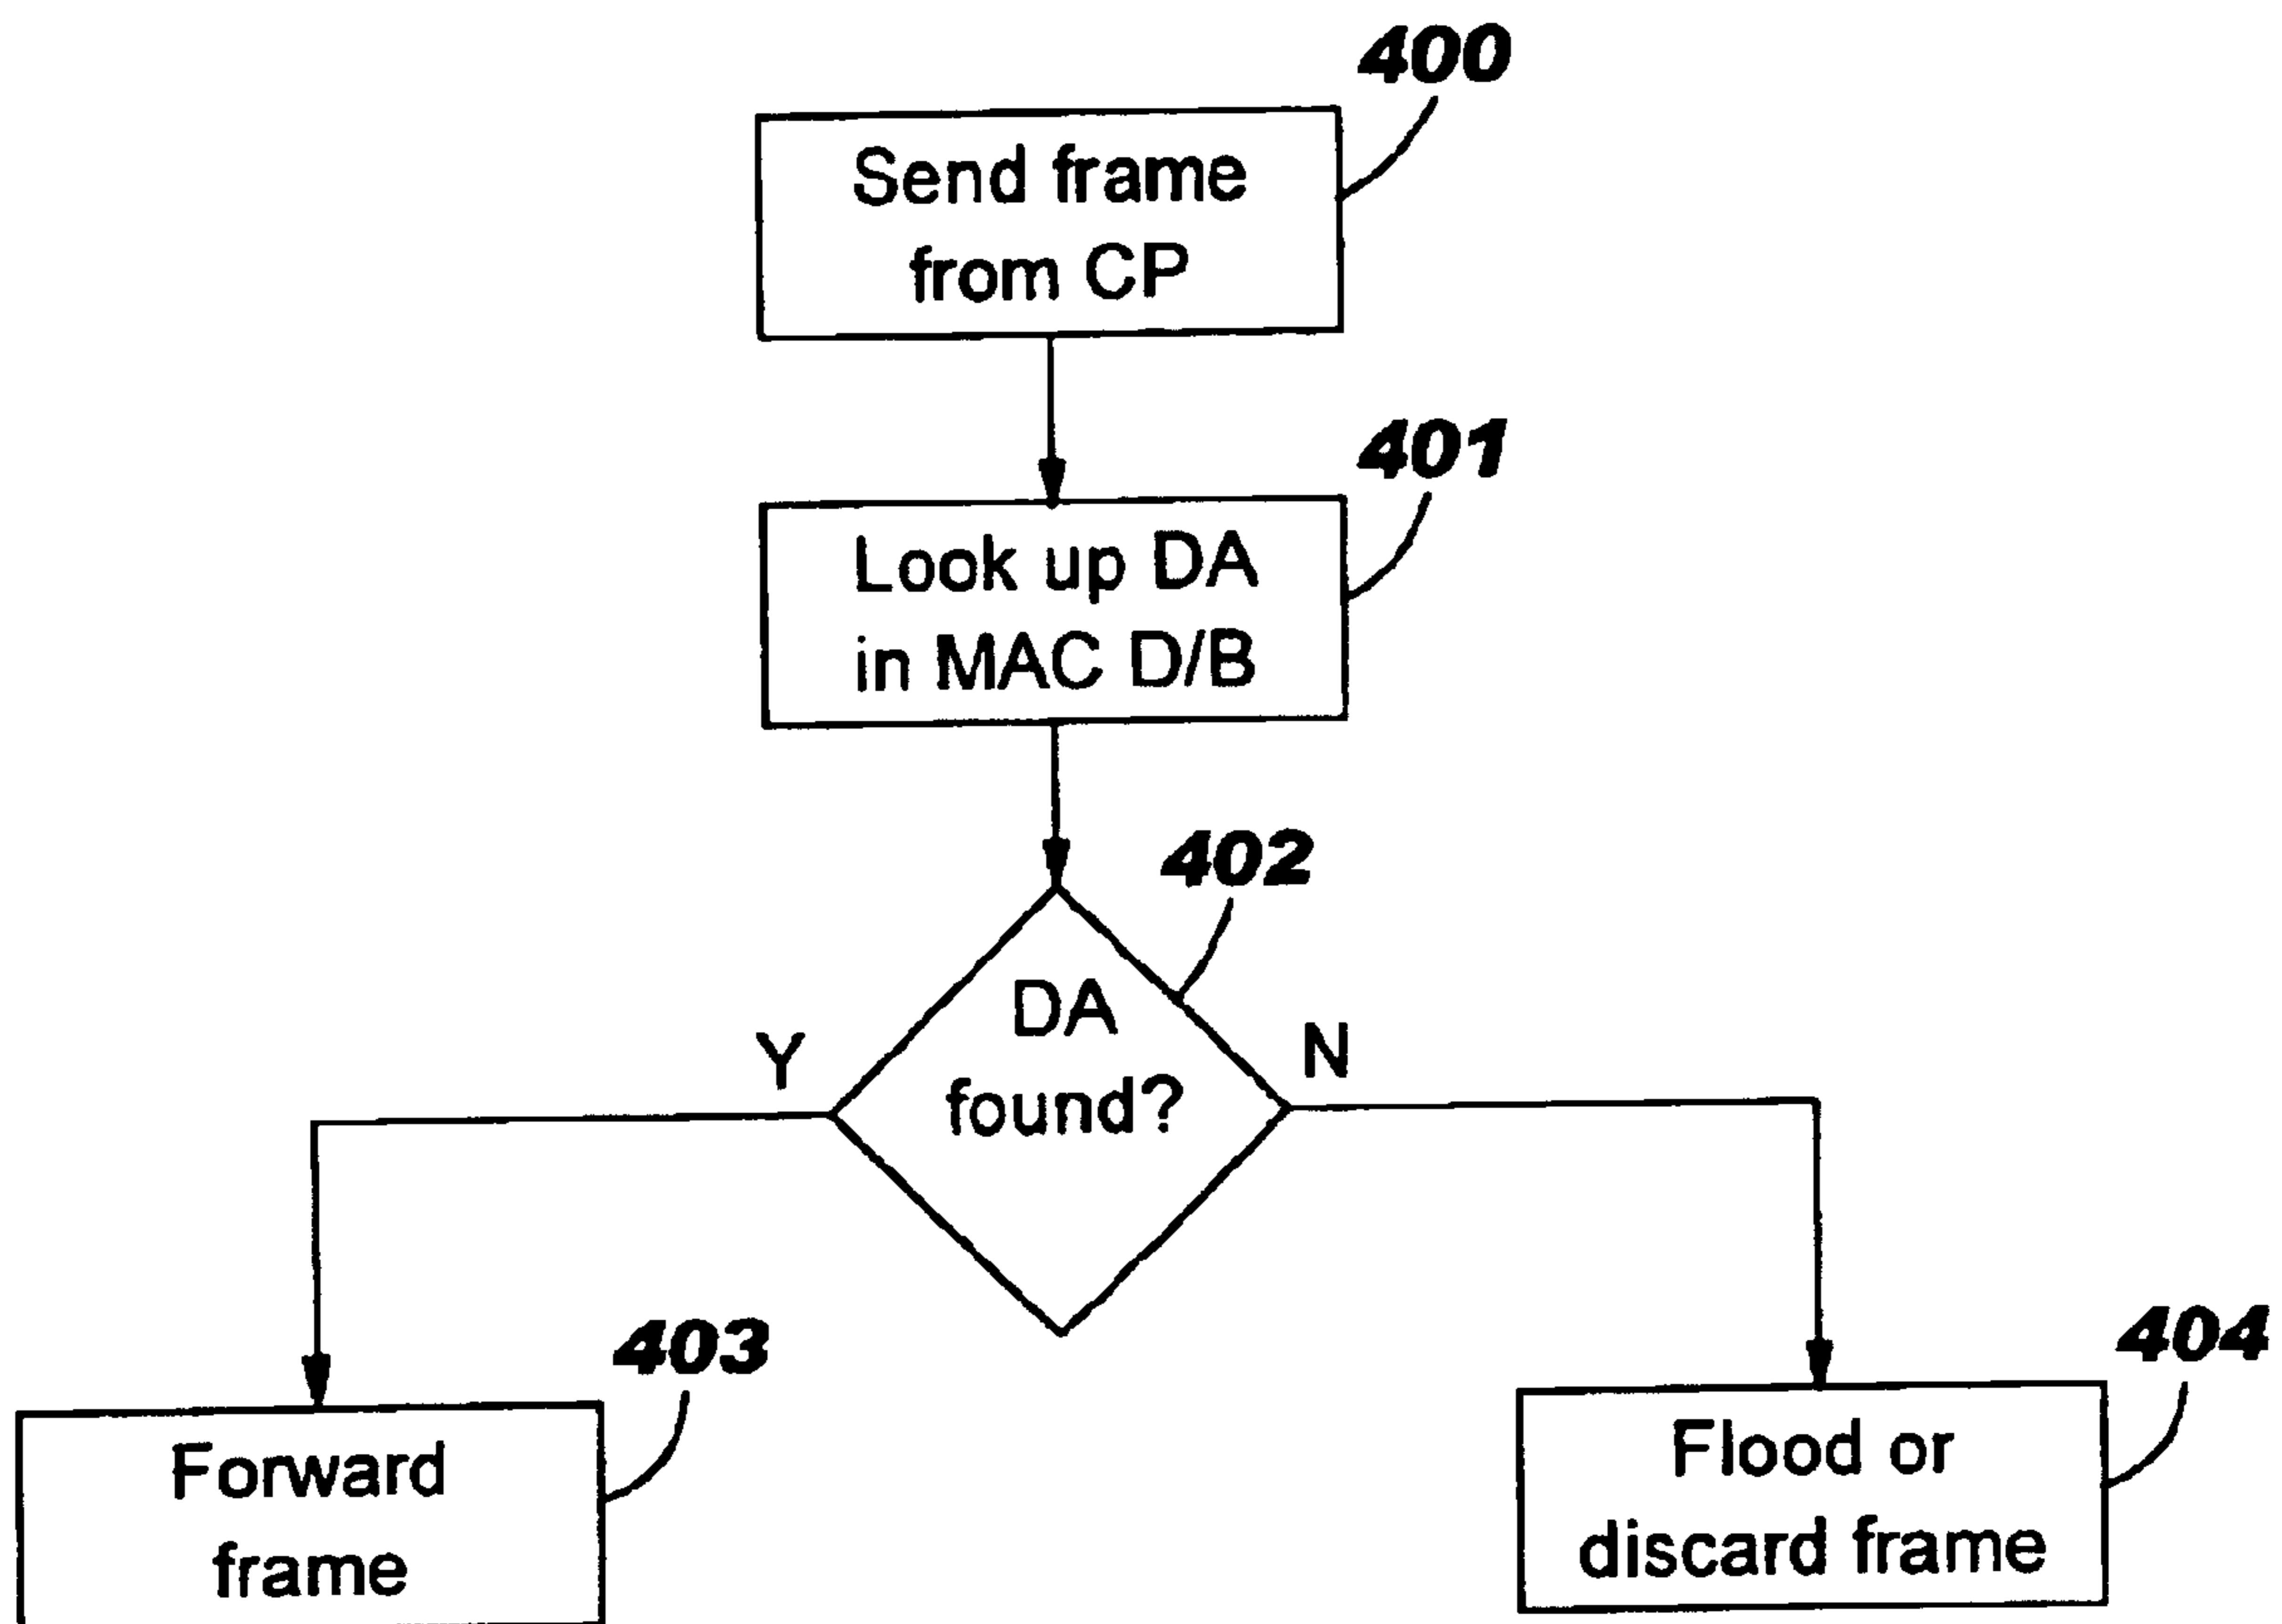 400
Send frame
from CP
401
Look up DA
in MAC D/B
402
DA
found?
Y
N
403
Forward
frame
404
Flood or
discard frame